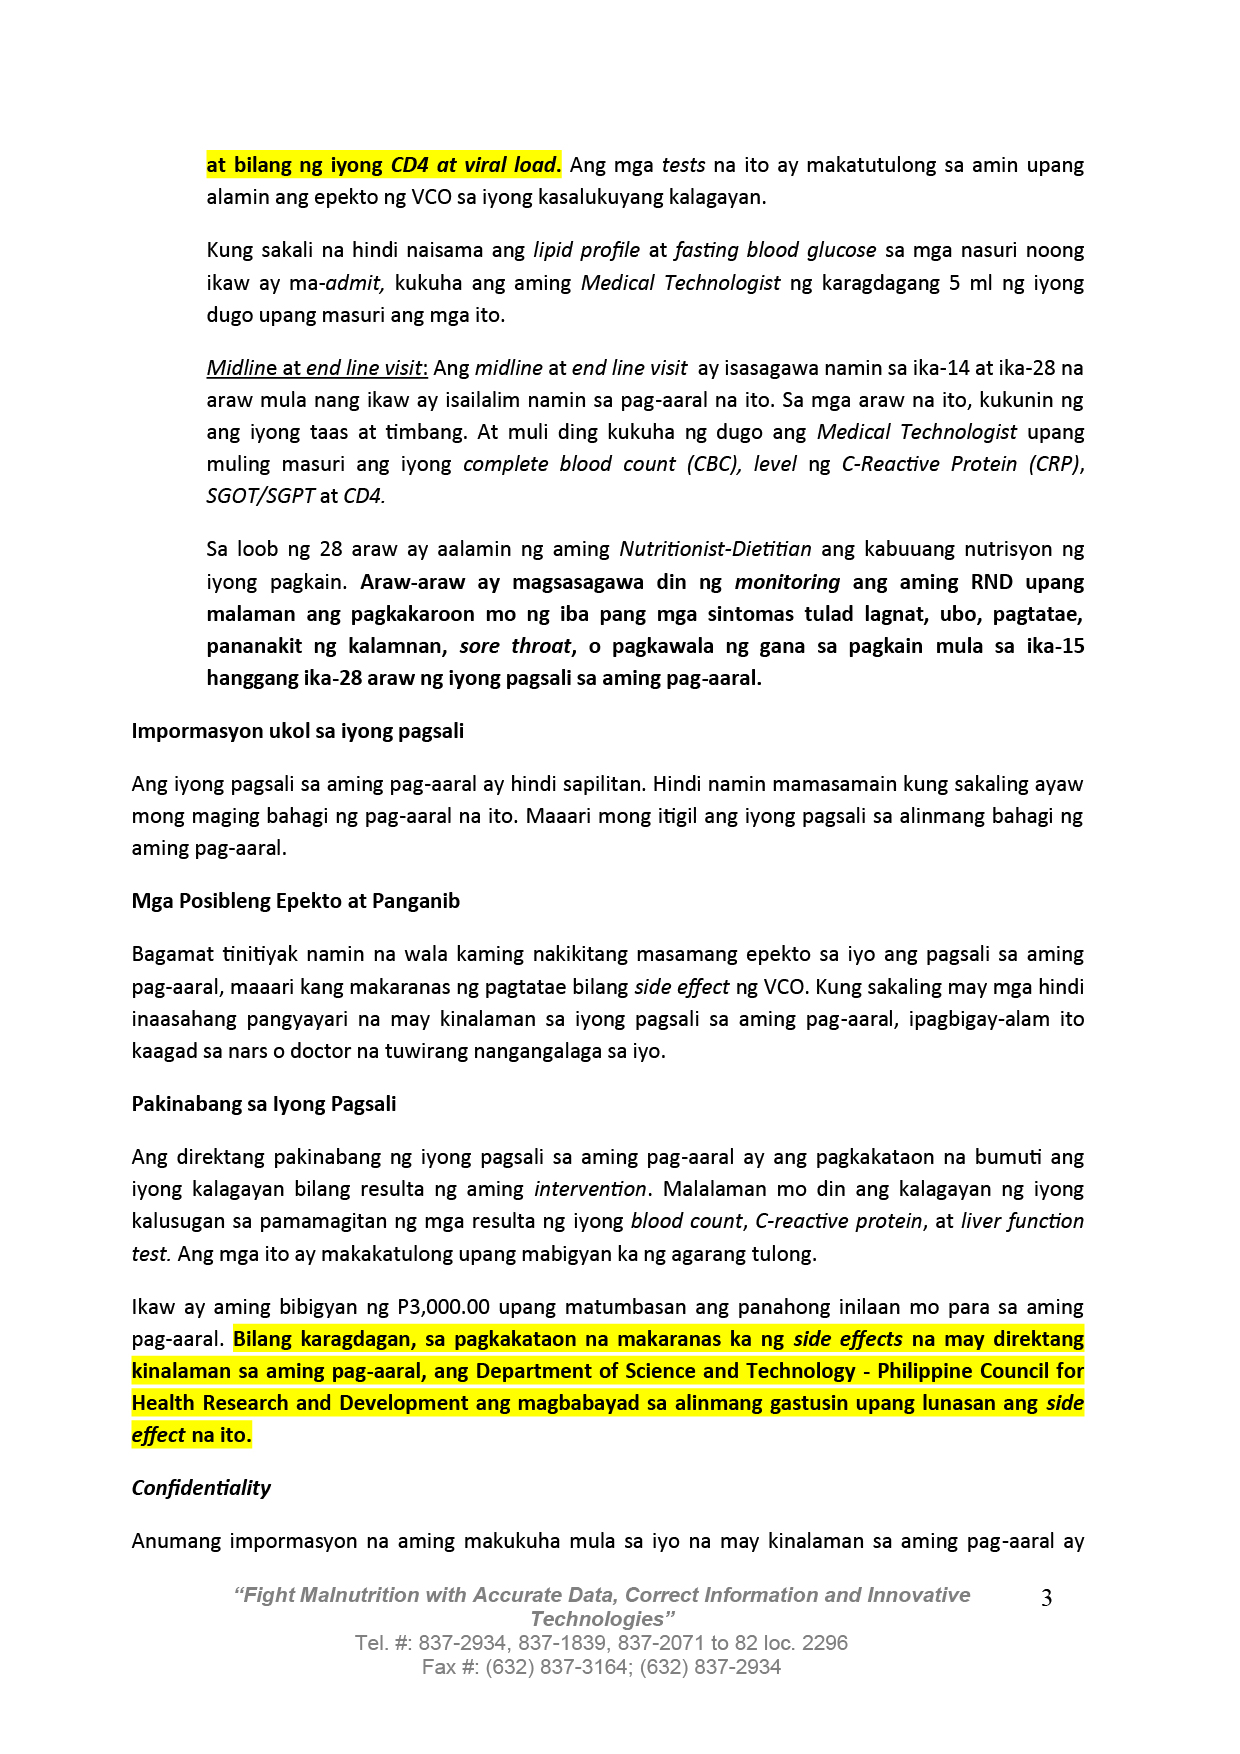 at bilang ng iyong CD4 at viral load. Ang mga tests na ito ay makatutulong sa amin upang
alamin ang epekto ng VCO sa iyong kasalukuyang kalagayan.
Kung sakali na hindi naisama ang lipid profile at fasting blood glucose sa mga nasuri noong
ikaw ay ma-admit, kukuha ang aming Medical Technologist ng karagdagang 5 ml ng iyong
dugo upang masuri ang mga ito.
Midline at end line visit: Ang midline at end line visit  ay isasagawa namin sa ika-14 at ika-28 na
araw mula nang ikaw ay isailalim namin sa pag-aaral na ito. Sa mga araw na ito, kukunin ng
ang iyong taas at timbang. At muli ding kukuha ng dugo ang Medical Technologist upang
muling masuri ang iyong complete blood count (CBC), level ng C-Reactive Protein (CRP),
SGOT/SGPT at CD4.
Sa loob ng 28 araw ay aalamin ng aming Nutritionist-Dietitian ang kabuuang nutrisyon ng
iyong pagkain. Araw-araw ay magsasagawa din ng monitoring ang aming RND upang
malaman ang pagkakaroon mo ng iba pang mga sintomas tulad lagnat, ubo, pagtatae,
pananakit ng kalamnan, sore throat, o pagkawala ng gana sa pagkain mula sa ika-15
hanggang ika-28 araw ng iyong pagsali sa aming pag-aaral.
Impormasyon ukol sa iyong pagsali
Ang iyong pagsali sa aming pag-aaral ay hindi sapilitan. Hindi namin mamasamain kung sakaling ayaw
mong maging bahagi ng pag-aaral na ito. Maaari mong itigil ang iyong pagsali sa alinmang bahagi ng
aming pag-aaral.
Mga Posibleng Epekto at Panganib
Bagamat tinitiyak namin na wala kaming nakikitang masamang epekto sa iyo ang pagsali sa aming
pag-aaral, maaari kang makaranas ng pagtatae bilang side effect ng VCO. Kung sakaling may mga hindi
inaasahang pangyayari na may kinalaman sa iyong pagsali sa aming pag-aaral, ipagbigay-alam ito
kaagad sa nars o doctor na tuwirang nangangalaga sa iyo.
Pakinabang sa Iyong Pagsali
Ang direktang pakinabang ng iyong pagsali sa aming pag-aaral ay ang pagkakataon na bumuti ang
iyong kalagayan bilang resulta ng aming intervention. Malalaman mo din ang kalagayan ng iyong
kalusugan sa pamamagitan ng mga resulta ng iyong blood count, C-reactive protein, at liver function
test. Ang mga ito ay makakatulong upang mabigyan ka ng agarang tulong.
Ikaw ay aming bibigyan ng P3,000.00 upang matumbasan ang panahong inilaan mo para sa aming
pag-aaral. Bilang karagdagan, sa pagkakataon na makaranas ka ng side effects na may direktang
kinalaman sa aming pag-aaral, ang Department of Science and Technology - Philippine Council for
Health Research and Development ang magbabayad sa alinmang gastusin upang lunasan ang side
effect na ito.
Confidentiality
Anumang impormasyon na aming makukuha mula sa iyo na may kinalaman sa aming pag-aaral ay
“Fight Malnutrition with Accurate Data, Correct Information and Innovative
Technologies”
Tel. #: 837-2934, 837-1839, 837-2071 to 82 loc. 2296
Fax #: (632) 837-3164; (632) 837-2934
3